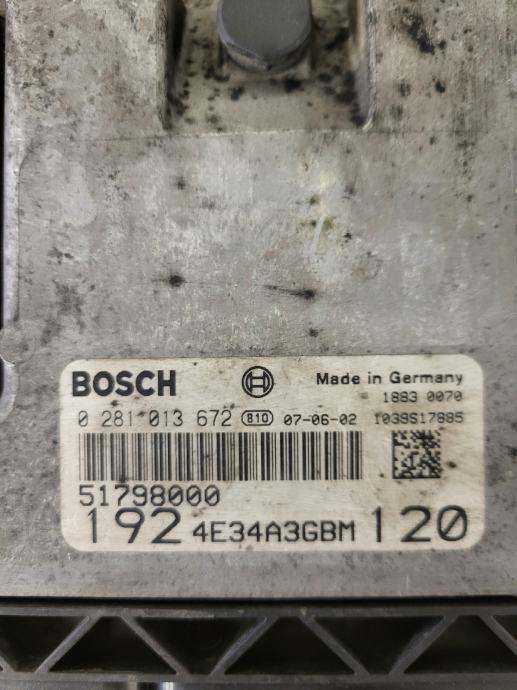 BOSCH Made in Germany
1883 0070
0 281 013 672 810 07-06-02 1039S17885
51798000
192 4E34A3GBM 120